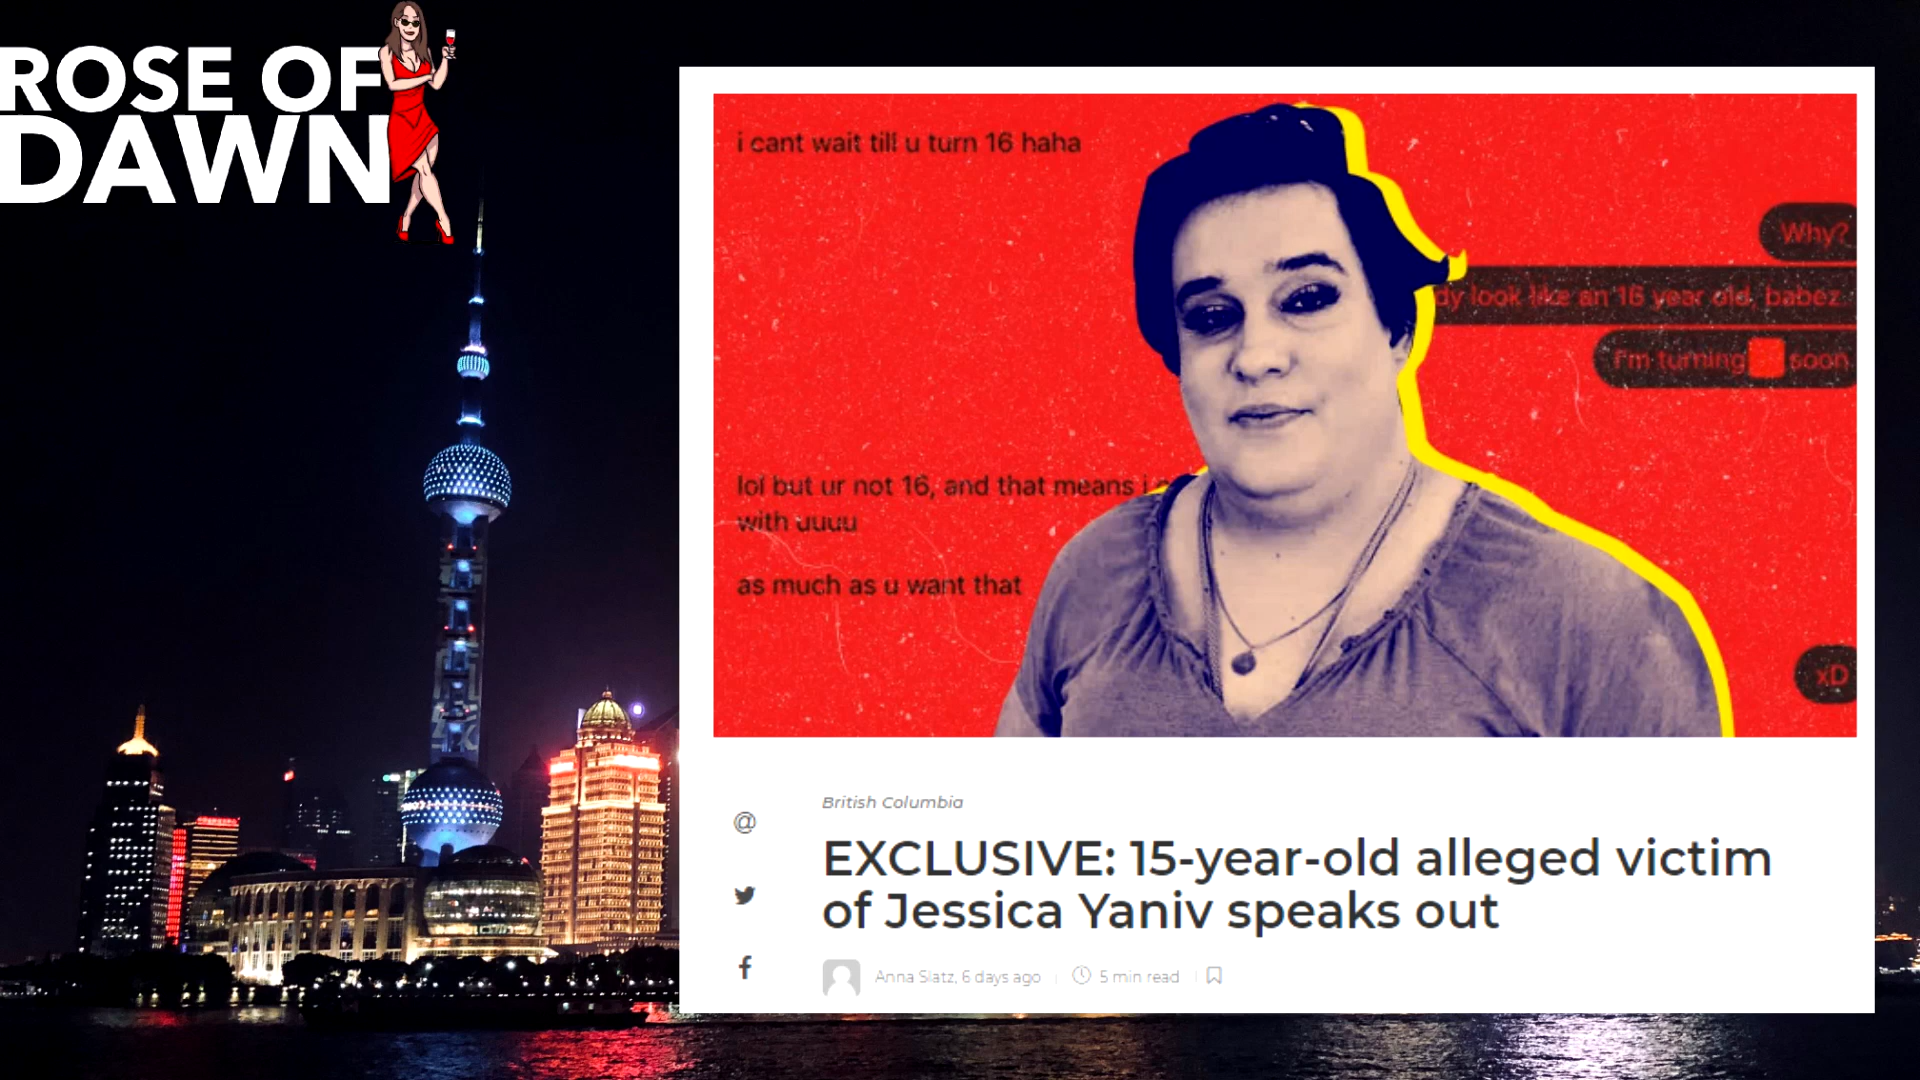 ROSE OF
DAWN
i cant wait till u turn 16 haha
Why?
dy look like an 16 year old, babez.
I'm turning soon
lol but ur not 16, and that means i
with uuuu
as much as u want that
xD
British Columbia
@
EXCLUSIVE: 15-year-old alleged victim
of Jessica Yaniv speaks out
Anna Slatz, 6 days ago 5 min read